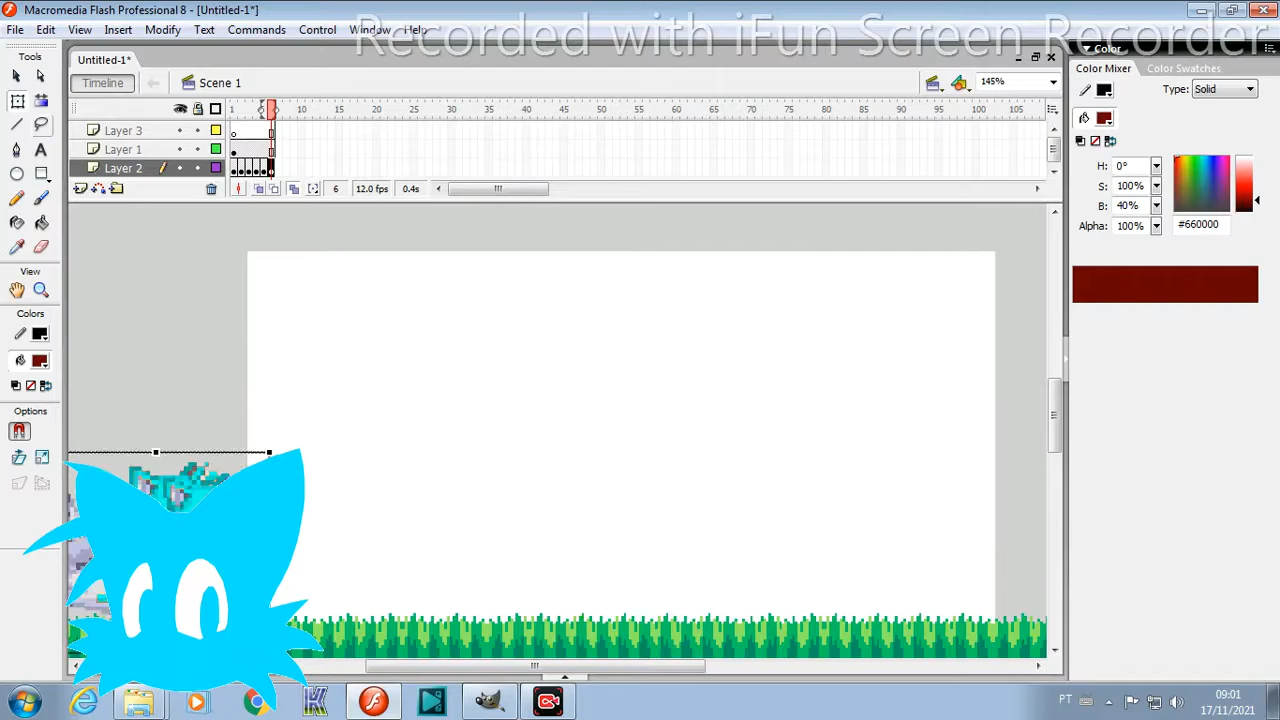 Macromedia Flash Professional 8 - [Untitled-1*]
File Edit View Insert Modify Text Commands Control Window Help
Recorded with iFun Screen Recorder
Tools
Untitled-1*
Color
Timeline
Scene 1
145%
Color Mixer
Color Swatches
Type: Solid
1 5 10 15 20 25 30 35 40 45 50 55 60 65 70 75 80 85 90 95 100 105
Layer 3
Layer 1
Layer 2
6 12.0 fps 0.4s
H: 0°
S: 100%
B: 40%
Alpha: 100% #660000
View
Colors
Options
PT
09:01
17/11/2021